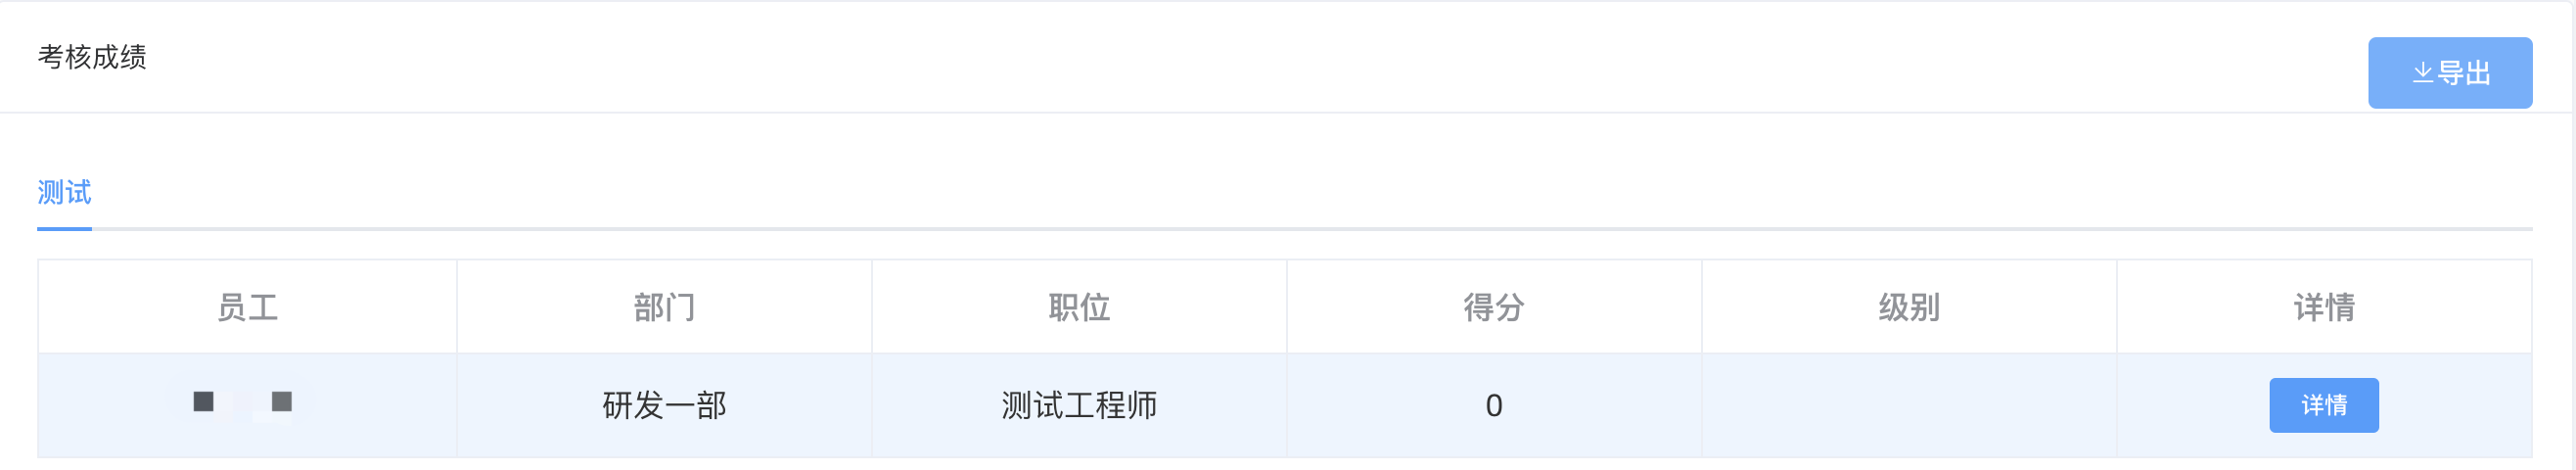 考核成绩
导出
测试
员工 部门 职位 得分 级别 详情
研发一部 测试工程师 0 详情